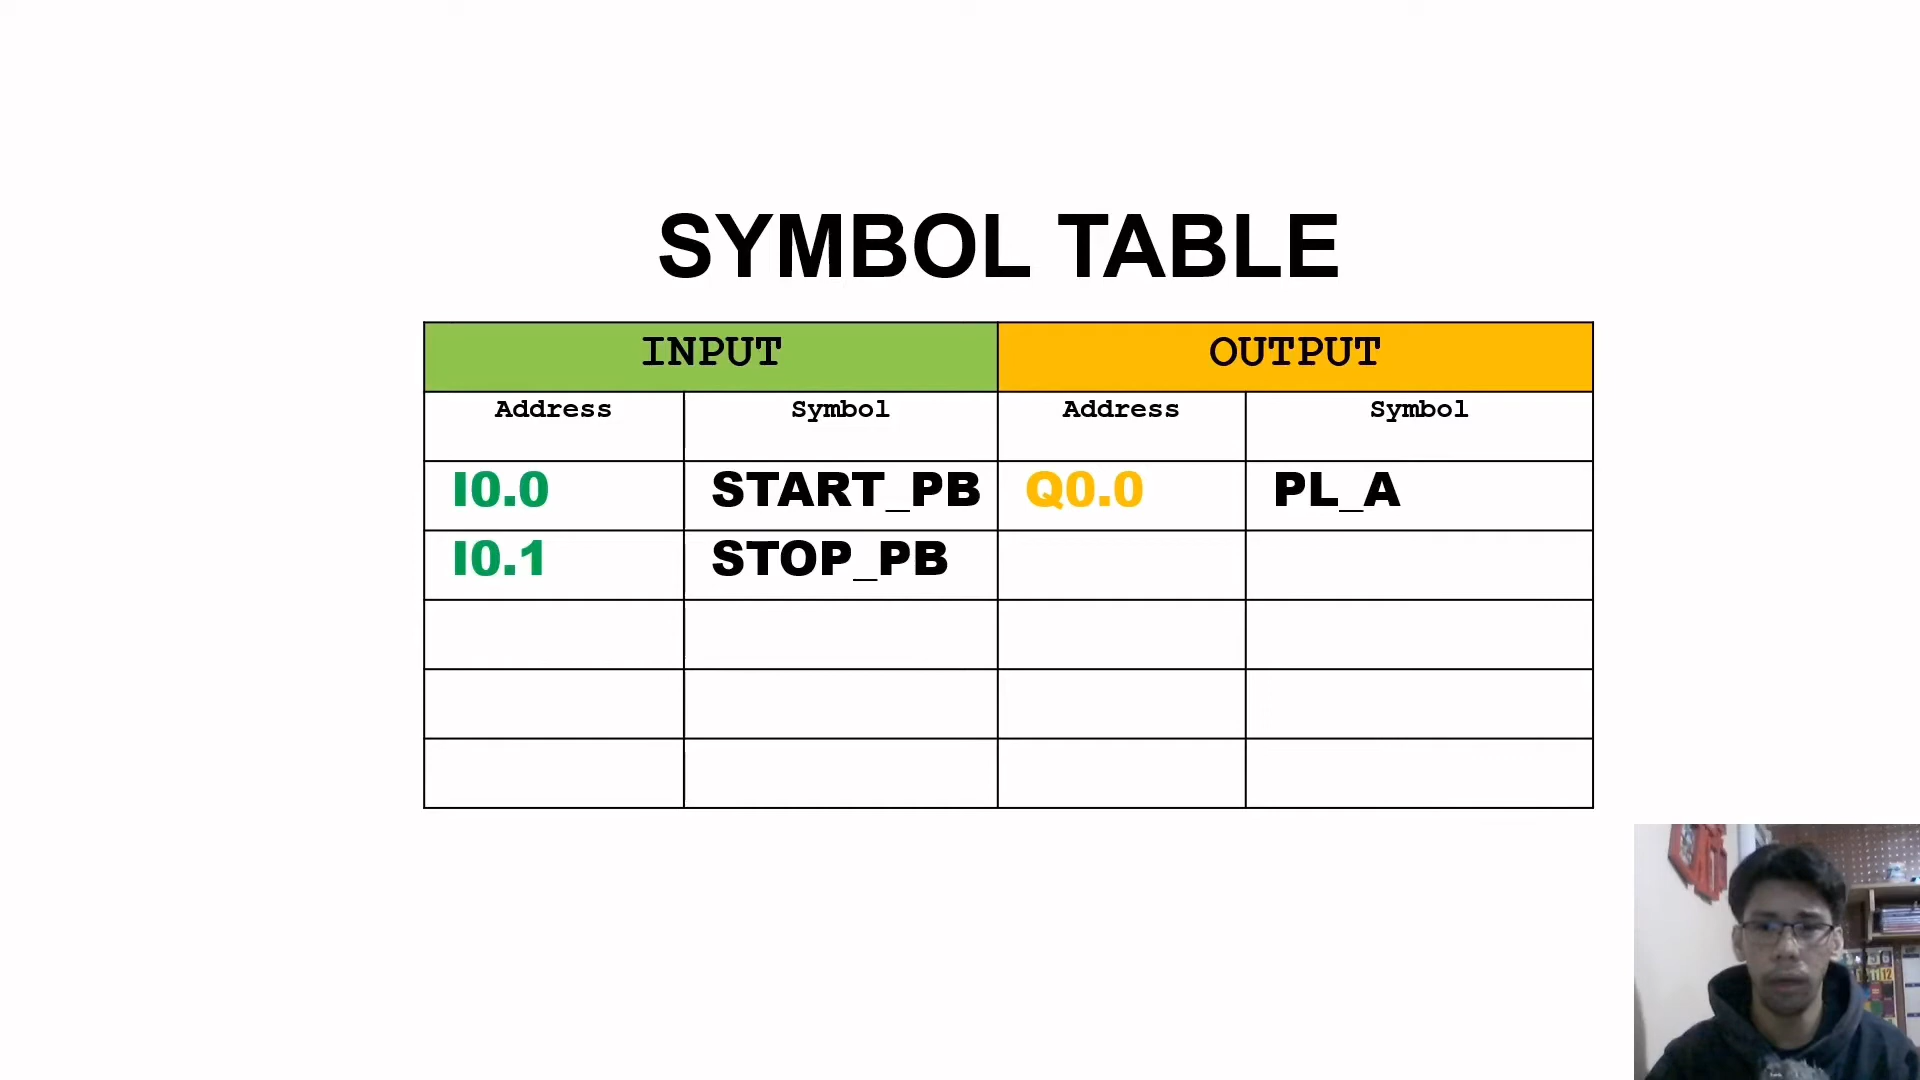 SYMBOL TABLE
INPUT OUTPUT
Address Symbol Address Symbol
I0.0 START_PB Q0.0 PL_A
I0.1 STOP_PB